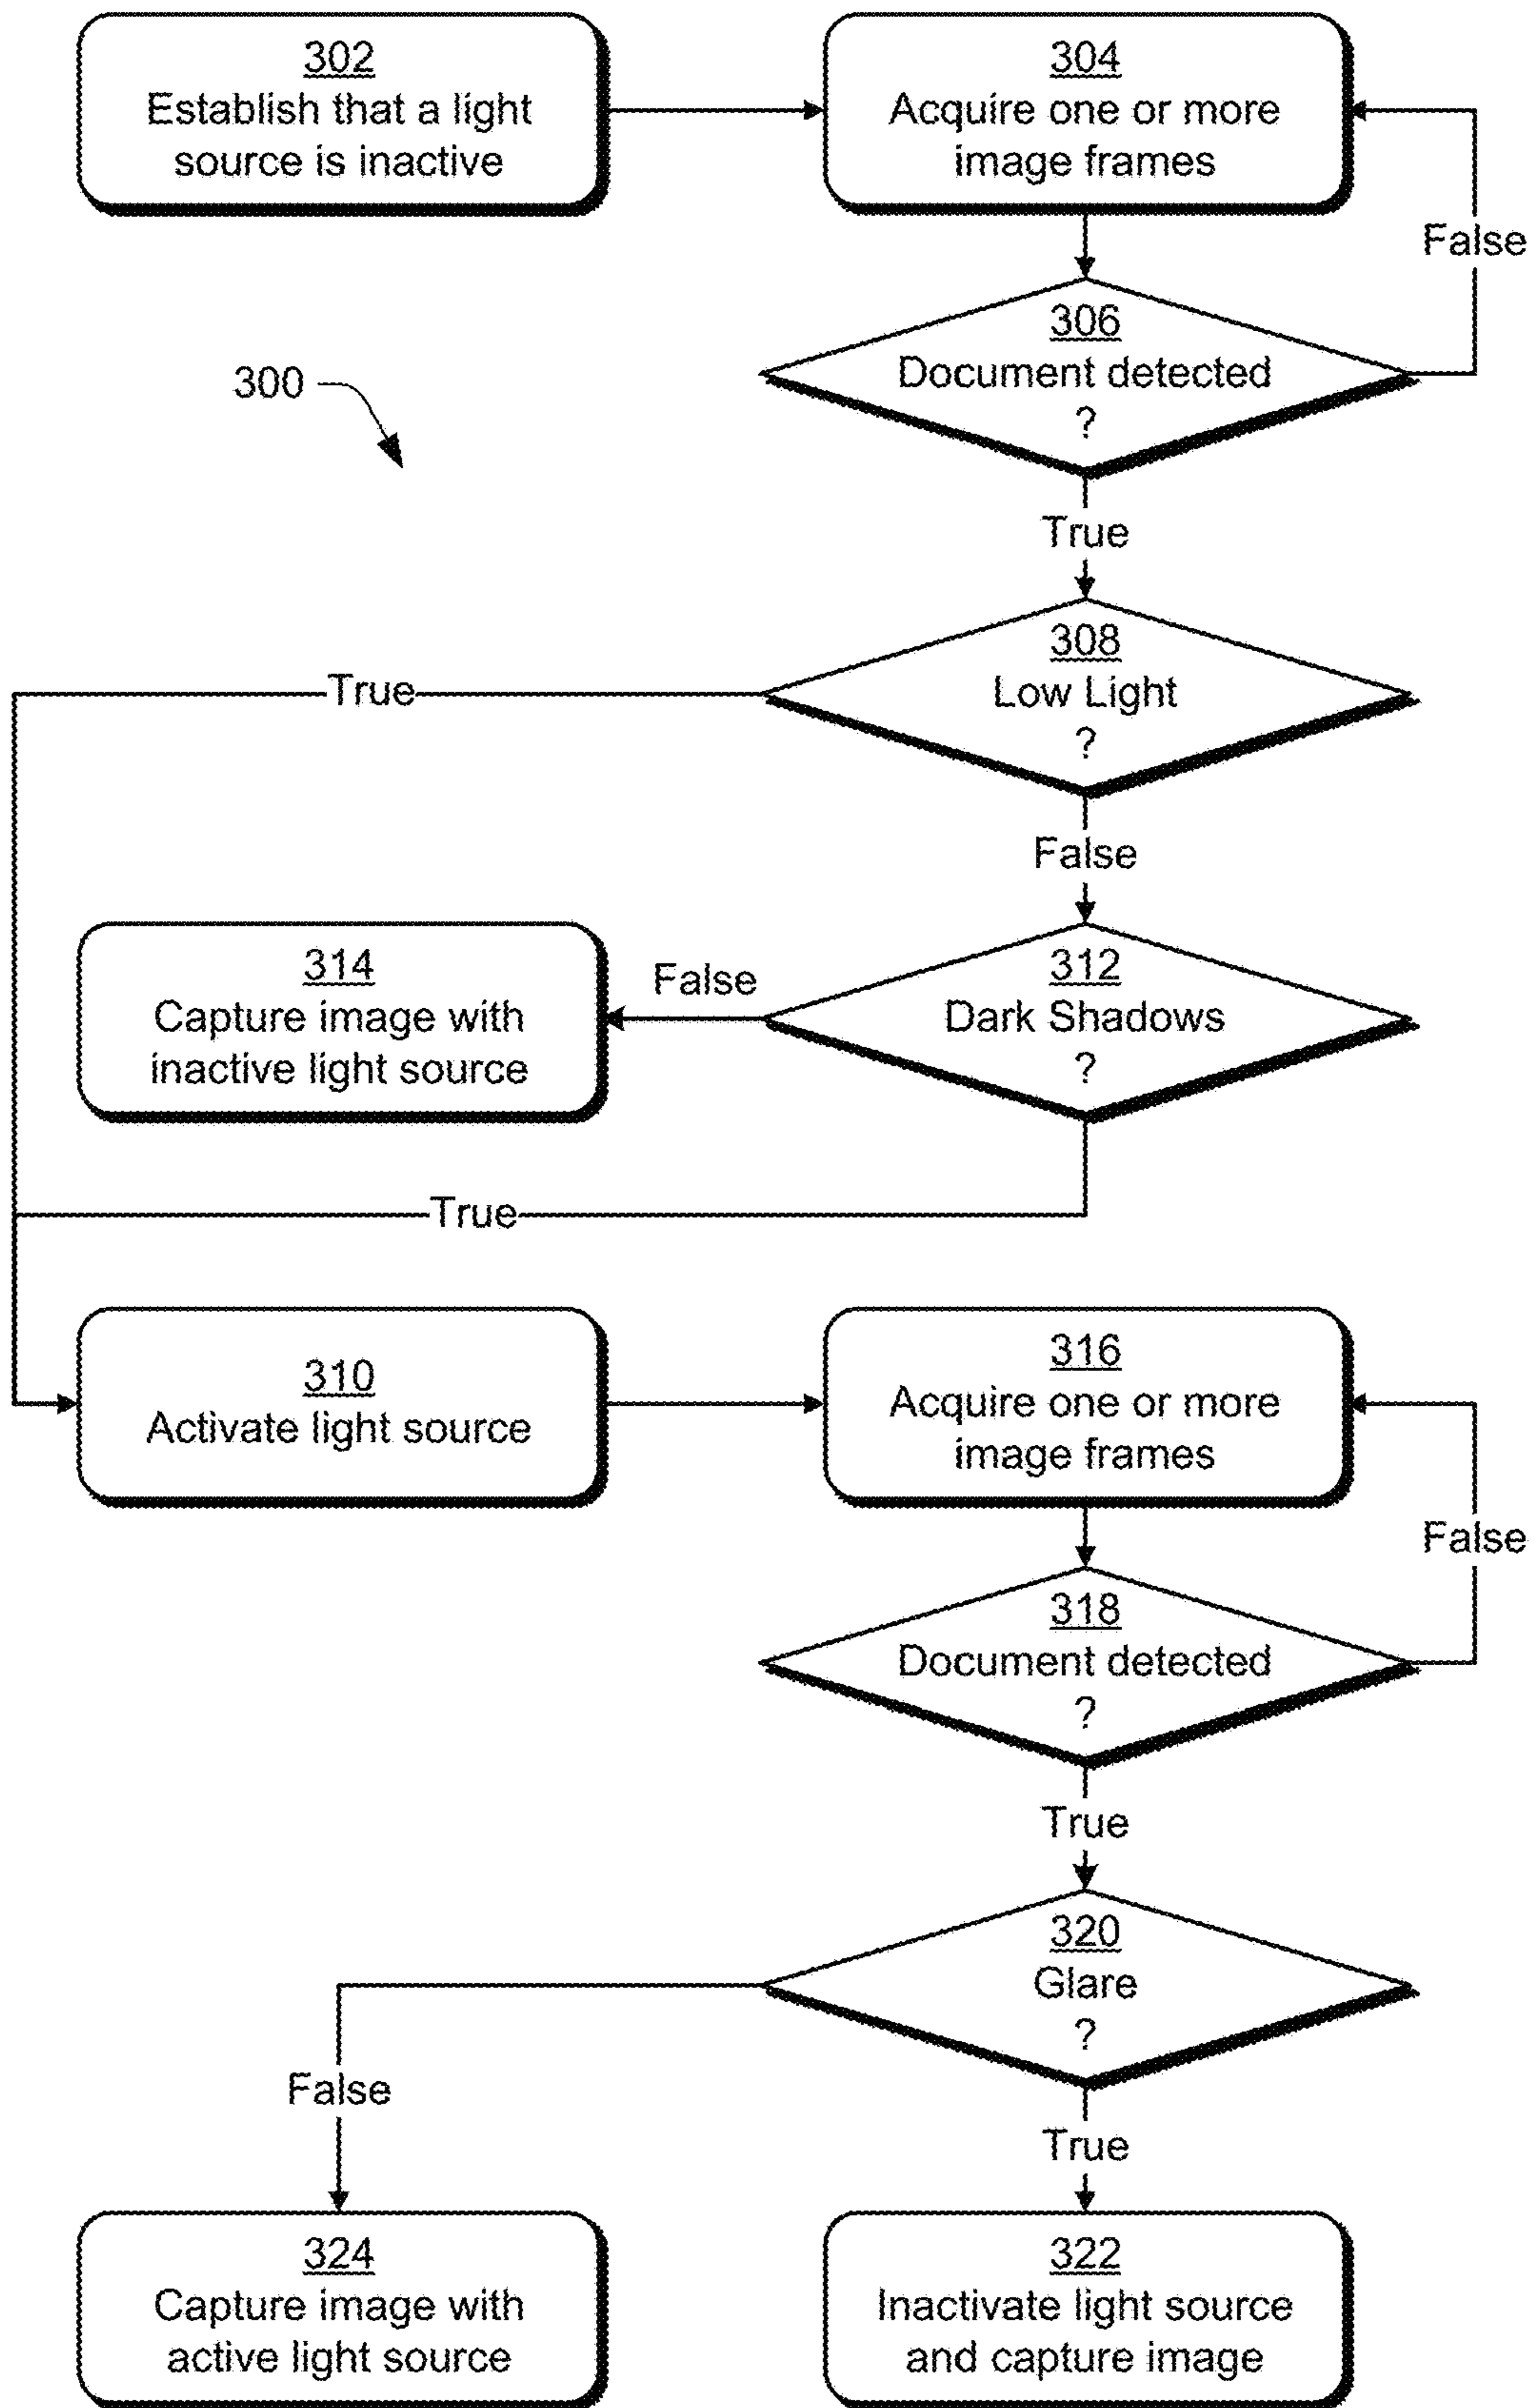 302
Establish that a light
source is inactive
304
Acquire one or more
image frames
False
306
Document detected
?
300
True
308
Low Light
?
True
False
314
Capture image with
inactive light source
False
312
Dark Shadows
?
True
310
Activate light source
316
Acquire one or more
image frames
False
318
Document detected
?
True
320
Glare
?
False
True
324
Capture image with
active light source
322
Inactivate light source
and capture image